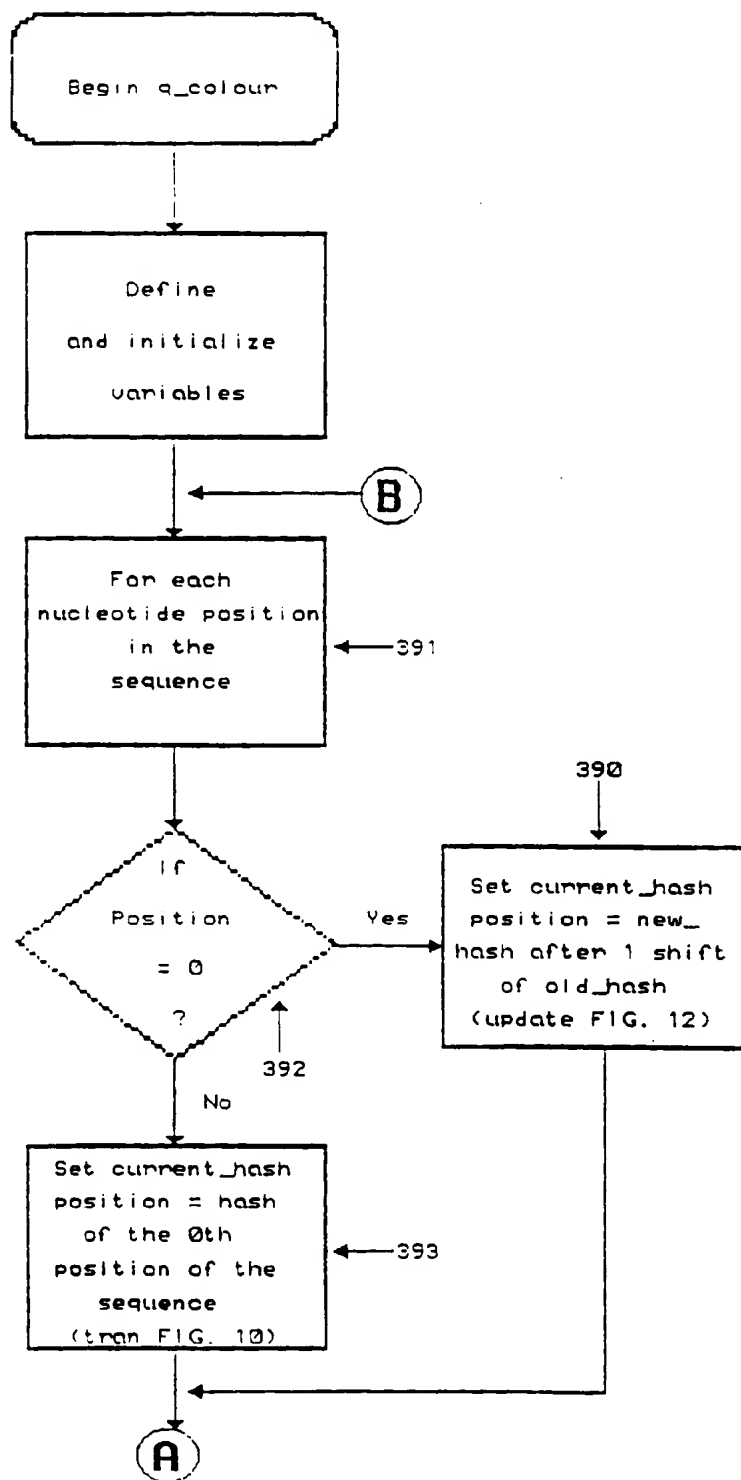 Begin q_colour
Define
and initialize
variables
B
For each
nucleotide position
in the
sequence
391
390
If
Position
= 0
?
Yes
Set current_hash
position = new_
hash after 1 shift
of old_hash
(update FIG. 12)
392
No
Set current_hash
position = hash
of the 0th
position of the
sequence
(tran FIG. 10)
393
A